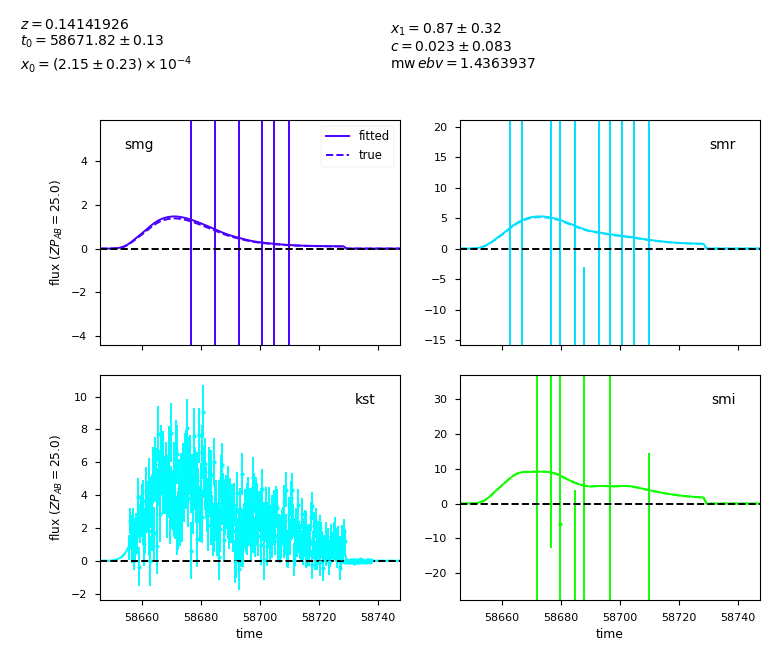 z = 0.14141926
t₀ = 58671.82 ± 0.13
x₀ = (2.15 ± 0.23) × 10⁻⁴
x₁ = 0.87 ± 0.32
c = 0.023 ± 0.083
mw ebv = 1.4363937
smg
fitted
true
4
2
0
−2
−4
flux (ZP_AB = 25.0)
smr
20
15
10
5
0
−5
−10
−15
kst
10
8
6
4
2
0
−2
flux (ZP_AB = 25.0)
58660 58680 58700 58720 58740
time
smi
30
20
10
0
−10
−20
58660 58680 58700 58720 58740
time